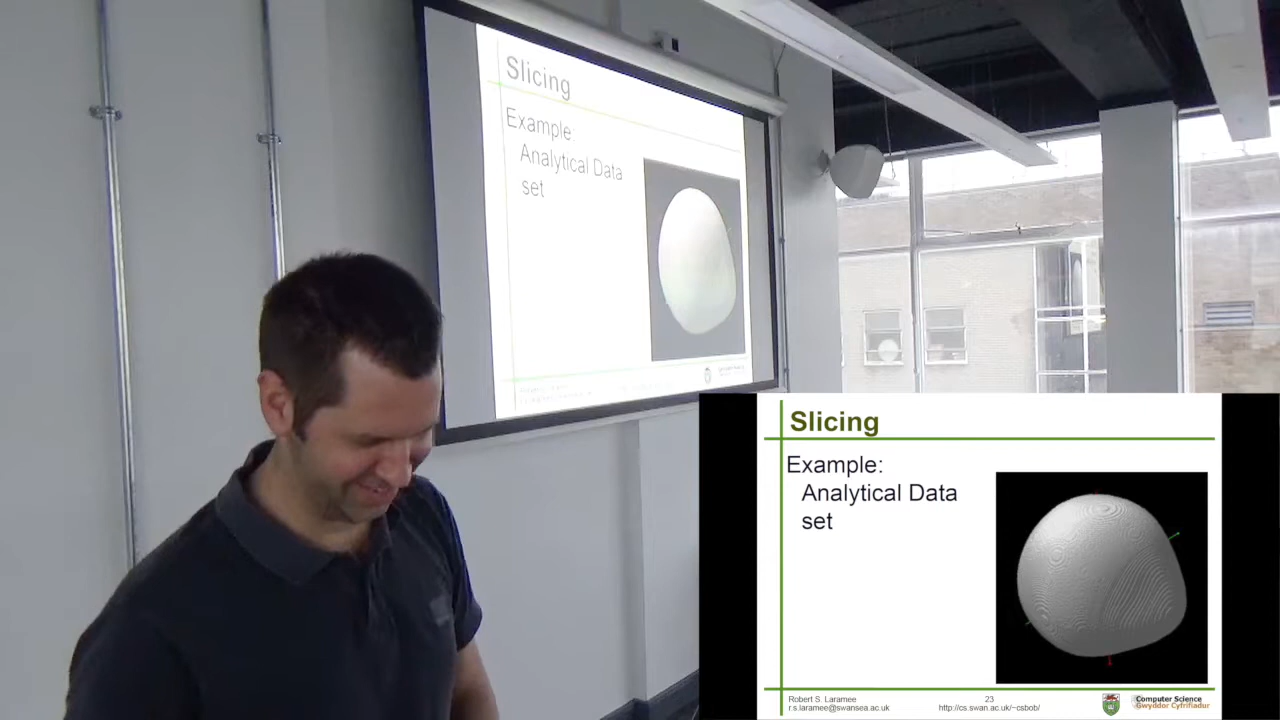 Slicing
Example:
Analytical Data
set
Slicing
Example:
Analytical Data
set
Robert S. Laramee
r.s.laramee@swansea.ac.uk
23
http://cs.swan.ac.uk/~csbob/
Computer Science
Gwyddor Cyfrifiadur